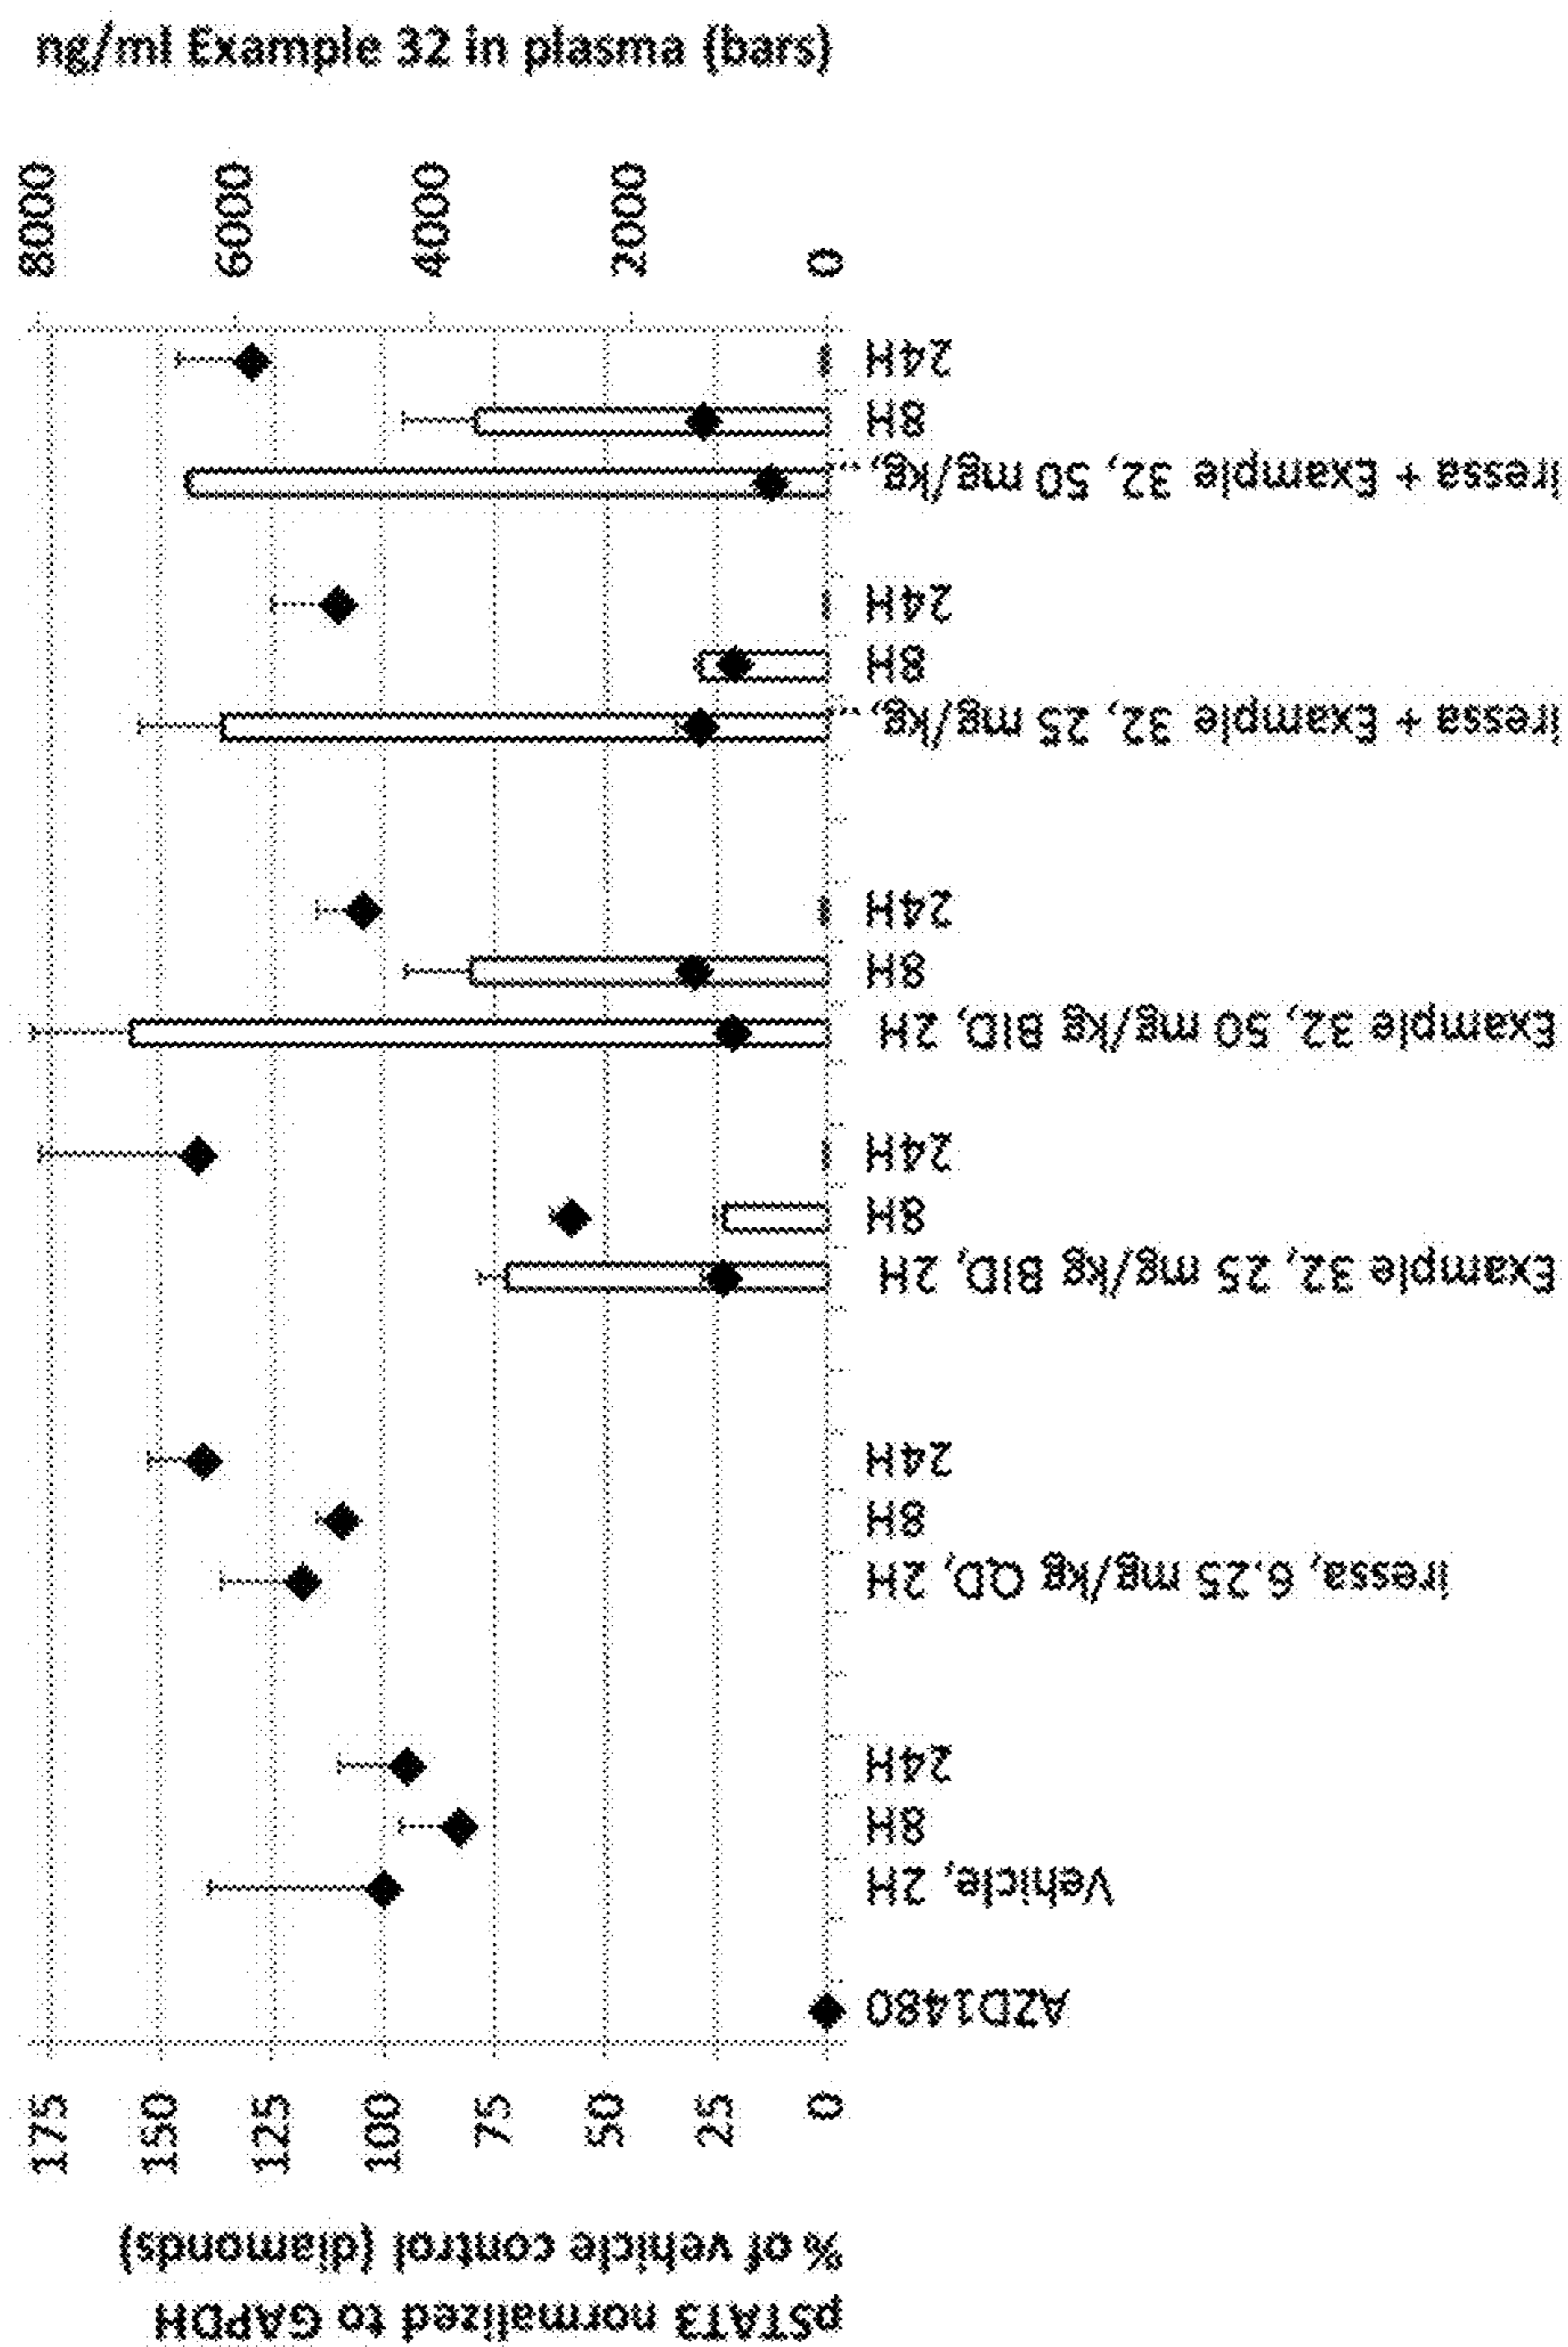 pSTAT3 normalized to GAPDH
% of vehicle control (diamonds)
175
150
125
100
75
50
25
0
AZD1480
Vehicle, 2H
8H
24H
Iressa, 6.25 mg/kg QD, 2H
8H
24H
Example 32, 25 mg/kg BID, 2H
8H
24H
Example 32, 50 mg/kg BID, 2H
8H
24H
Iressa + Example 32, 25 mg/kg,...
8H
24H
Iressa + Example 32, 50 mg/kg,...
8H
24H
8000
6000
4000
2000
0
ng/ml Example 32 in plasma (bars)